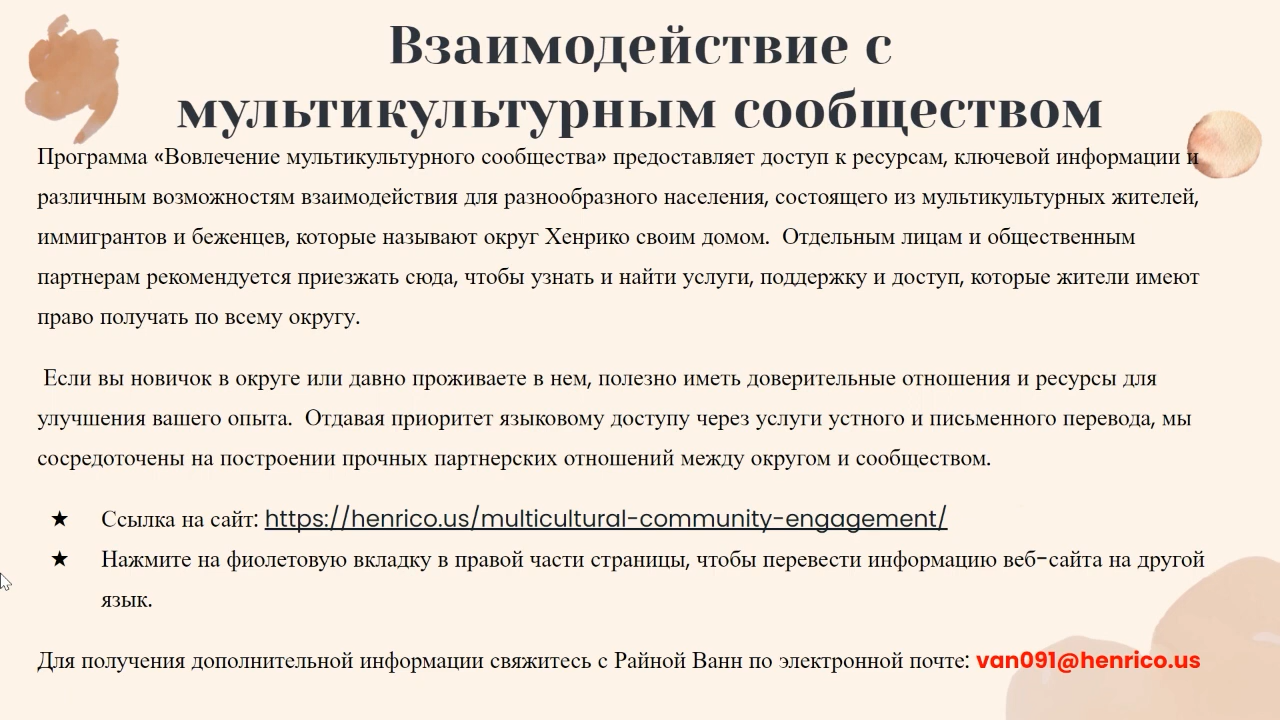 Взаимодействие с
мультикультурным сообществом
Программа «Вовлечение мультикультурного сообщества» предоставляет доступ к ресурсам, ключевой информации и
различным возможностям взаимодействия для разнообразного населения, состоящего из мультикультурных жителей,
иммигрантов и беженцев, которые называют округ Хенрико своим домом.  Отдельным лицам и общественным
партнерам рекомендуется приезжать сюда, чтобы узнать и найти услуги, поддержку и доступ, которые жители имеют
право получать по всему округу.
Если вы новичок в округе или давно проживаете в нем, полезно иметь доверительные отношения и ресурсы для
улучшения вашего опыта.  Отдавая приоритет языковому доступу через услуги устного и письменного перевода, мы
сосредоточены на построении прочных партнерских отношений между округом и сообществом.
★ Ссылка на сайт: https://henrico.us/multicultural-community-engagement/
★ Нажмите на фиолетовую вкладку в правой части страницы, чтобы перевести информацию веб-сайта на другой
язык.
Для получения дополнительной информации свяжитесь с Райной Ванн по электронной почте: van091@henrico.us